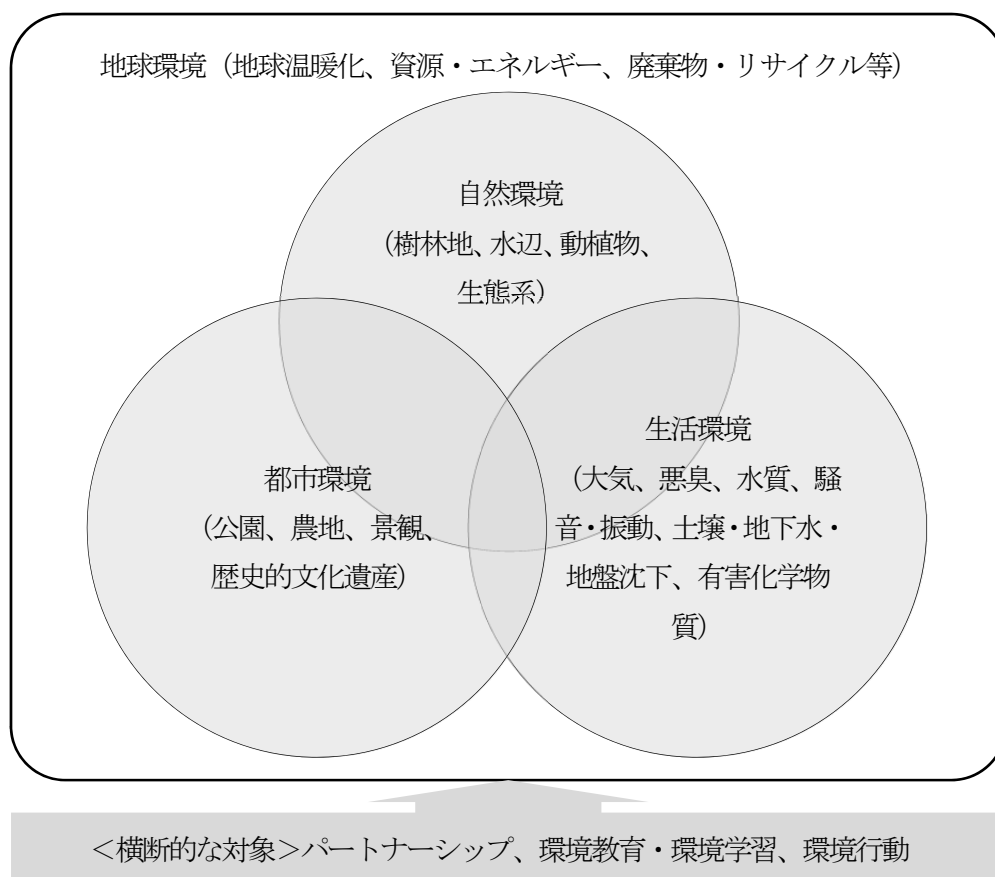 地球環境（地球温暖化、資源・エネルギー、廃棄物・リサイクル等）
自然環境
（樹林地、水辺、動植物、
生態系）
都市環境
（公園、農地、景観、
歴史的文化遺産）
生活環境
（大気、悪臭、水質、騒
音・振動、土壌・地下水・
地盤沈下、有害化学物
質）
＜横断的な対象＞パートナーシップ、環境教育・環境学習、環境行動